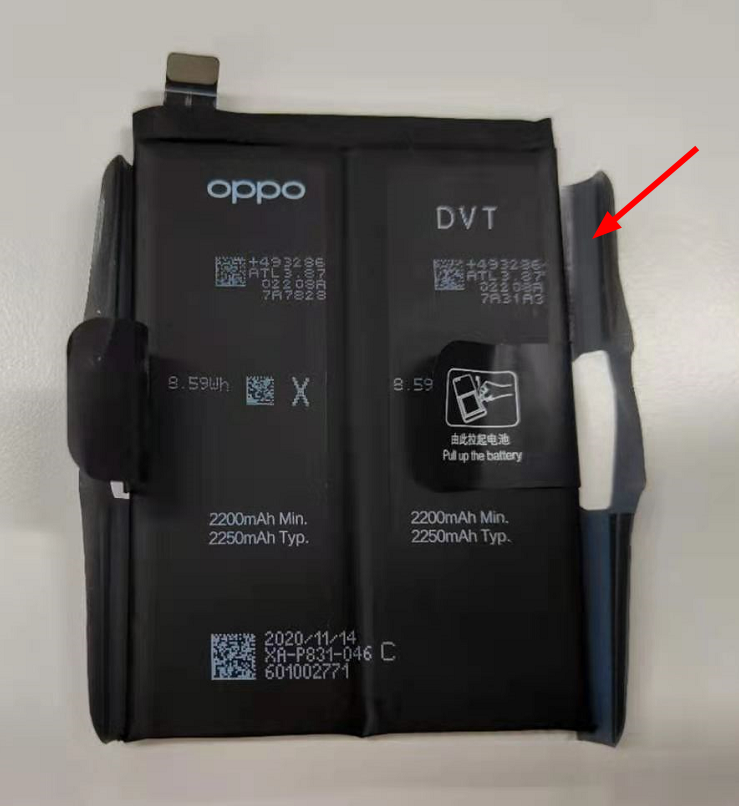 oppo
DVT
+493286
ATL3.87
02208A
7A7828
+493286
ATL3.87
02208A
7A31A3
8.59Wh
X
8.59
由此拉起电池
Pull up the battery
2200mAh Min.
2250mAh Typ.
2200mAh Min.
2250mAh Typ.
2020/11/14
XA-P831-046 C
601002771